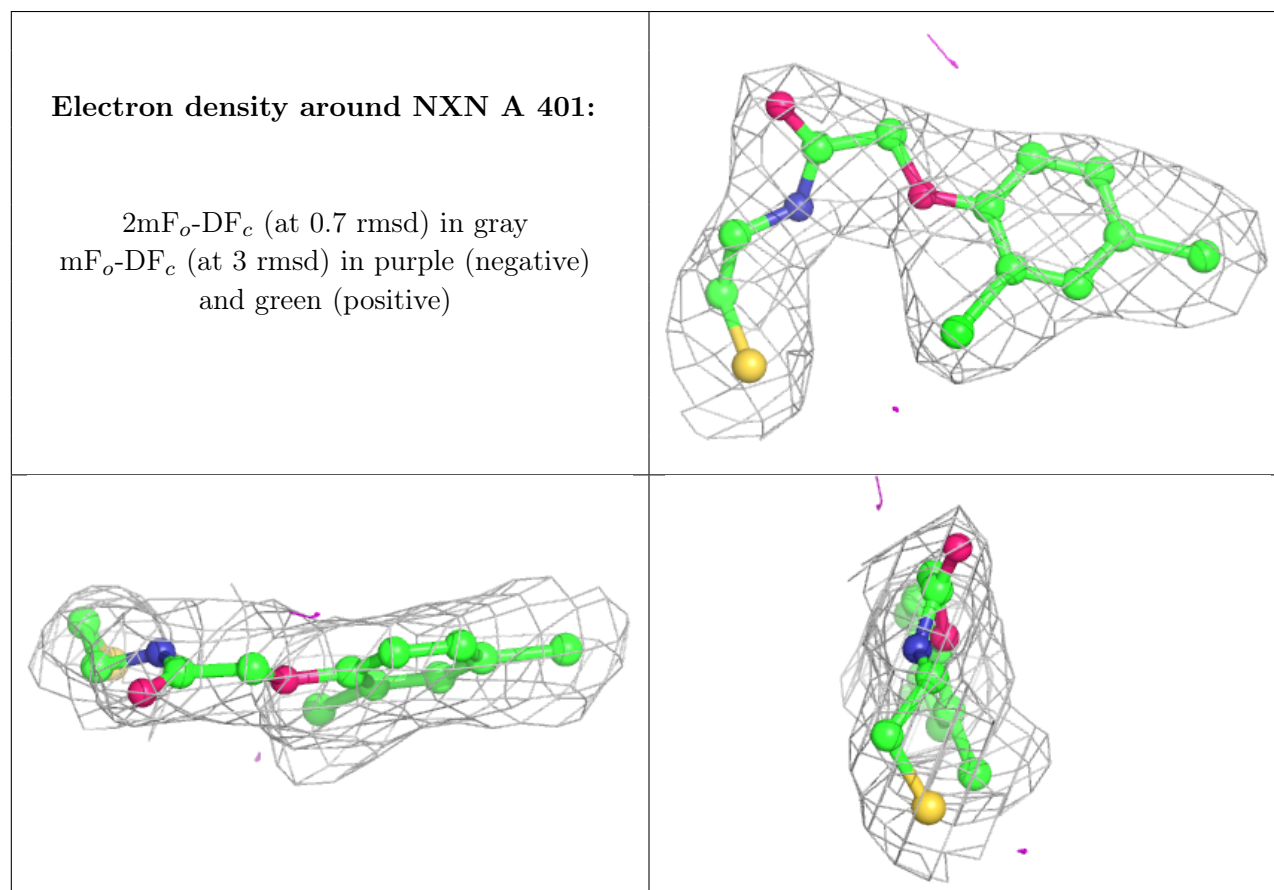 Electron density around NXN A 401:
2mFo-DFc (at 0.7 rmsd) in gray
mFo-DFc (at 3 rmsd) in purple (negative)
and green (positive)